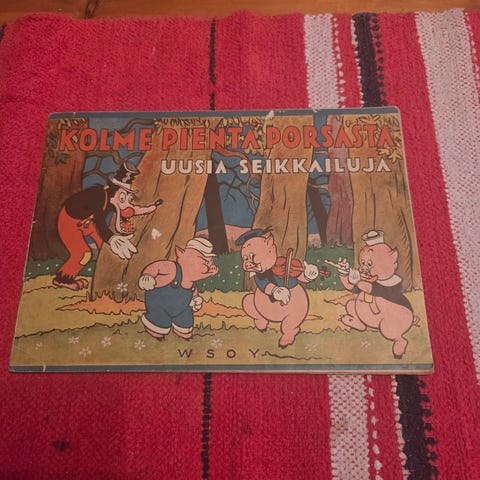 KOLME PIENTÄ PORSASTA
UUSIA SEIKKAILUJA
WSOY